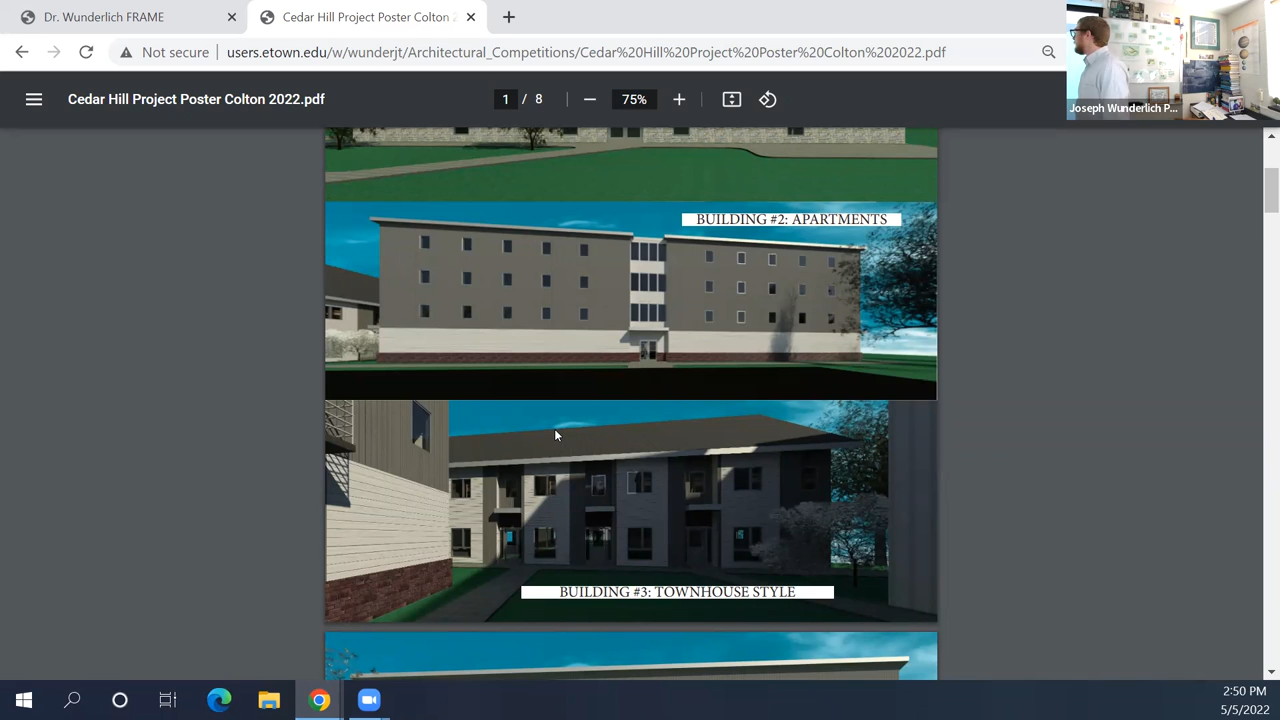 Dr. Wunderlich FRAME
Cedar Hill Project Poster Colton 2
Not secure
users.etown.edu/w/wunderjt/Architectural_Competitions/Cedar%20Hill%20Project%20Poster%20Colton%202022.pdf
Joseph Wunderlich P...
Cedar Hill Project Poster Colton 2022.pdf
1 / 8
75%
BUILDING #2: APARTMENTS
BUILDING #3: TOWNHOUSE STYLE
2:50 PM
5/5/2022